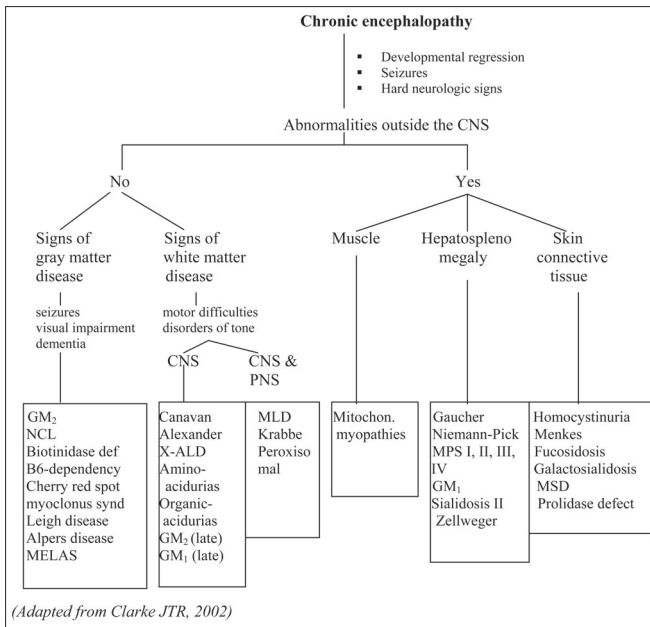 Chronic encephalopathy
▪ Developmental regression
▪ Seizures
▪ Hard neurologic signs
Abnormalities outside the CNS
No
Yes
Signs of
gray matter
disease
Signs of
white matter
disease
Muscle
Hepatospleno
megaly
Skin
connective
tissue
seizures
visual impairment
dementia
motor difficulties
disorders of tone
CNS
CNS &
PNS
GM₂
NCL
Biotinidase def
B6-dependency
Cherry red spot
myoclonus synd
Leigh disease
Alpers disease
MELAS
Canavan
Alexander
X-ALD
Amino-
acidurias
Organic-
acidurias
GM₂ (late)
GM₁ (late)
MLD
Krabbe
Peroxiso
mal
Mitochon.
myopathies
Gaucher
Niemann-Pick
MPS I, II, III,
IV
GM₁
Sialidosis II
Zellweger
Homocystinuria
Menkes
Fucosidosis
Galactosialidosis
MSD
Prolidase defect
(Adapted from Clarke JTR, 2002)